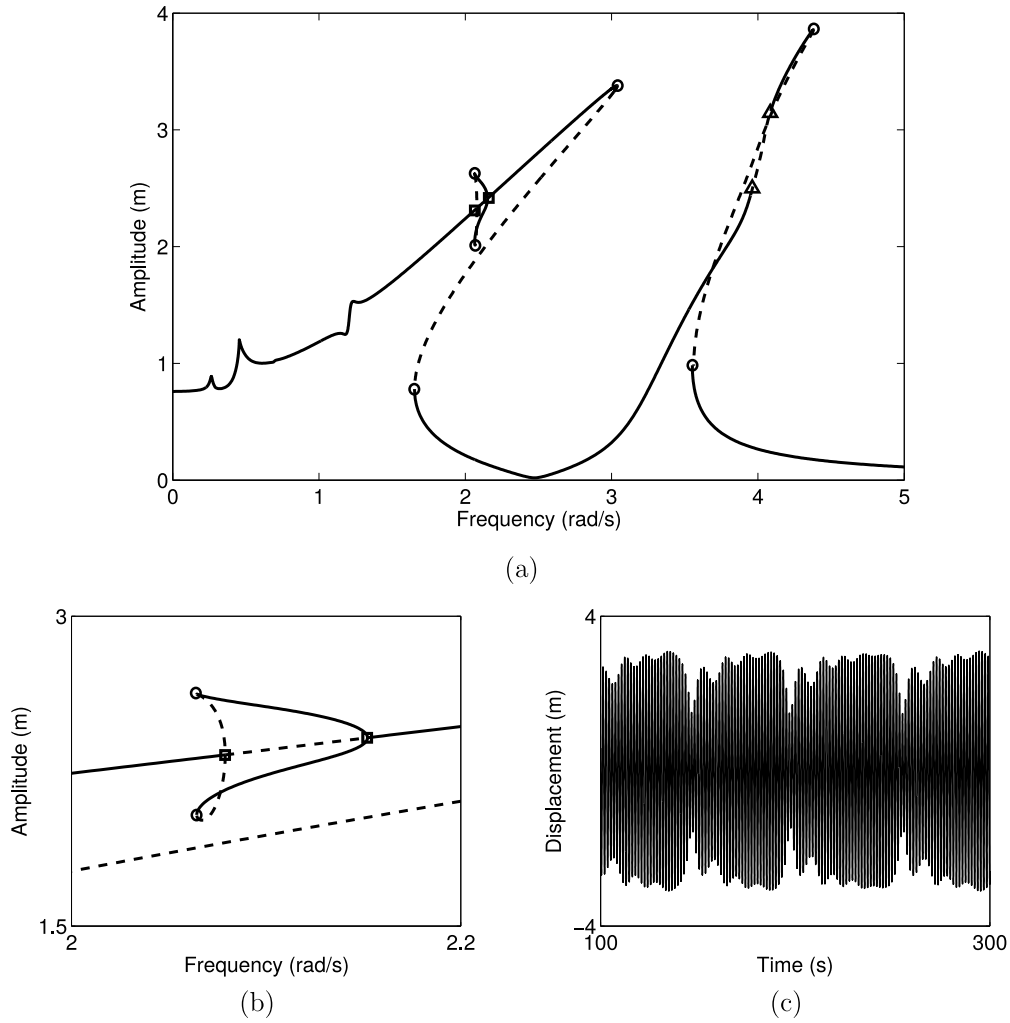 4
3
2
1
0
Amplitude (m)
0 1 2 3 4 5
Frequency (rad/s)
(a)
3
1.5
Amplitude (m)
2 2.2
Frequency (rad/s)
(b)
4
−4
Displacement (m)
100 300
Time (s)
(c)